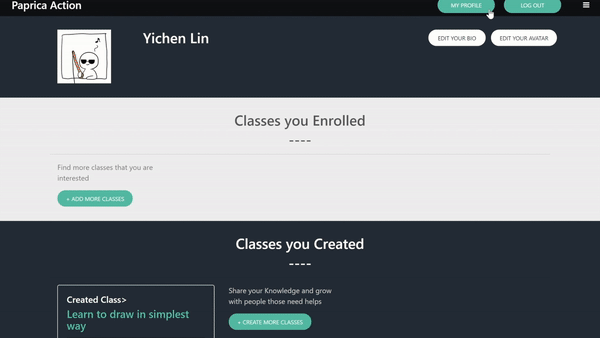 Paprica Action
MY PROFILE
LOG OUT
Yichen Lin
EDIT YOUR BIO
EDIT YOUR AVATAR
Classes you Enrolled
----
Find more classes that you are
interested
+ ADD MORE CLASSES
Classes you Created
----
Created Class>
Learn to draw in simplest
way
Share your Knowledge and grow
with people those need helps
+ CREATE MORE CLASSES